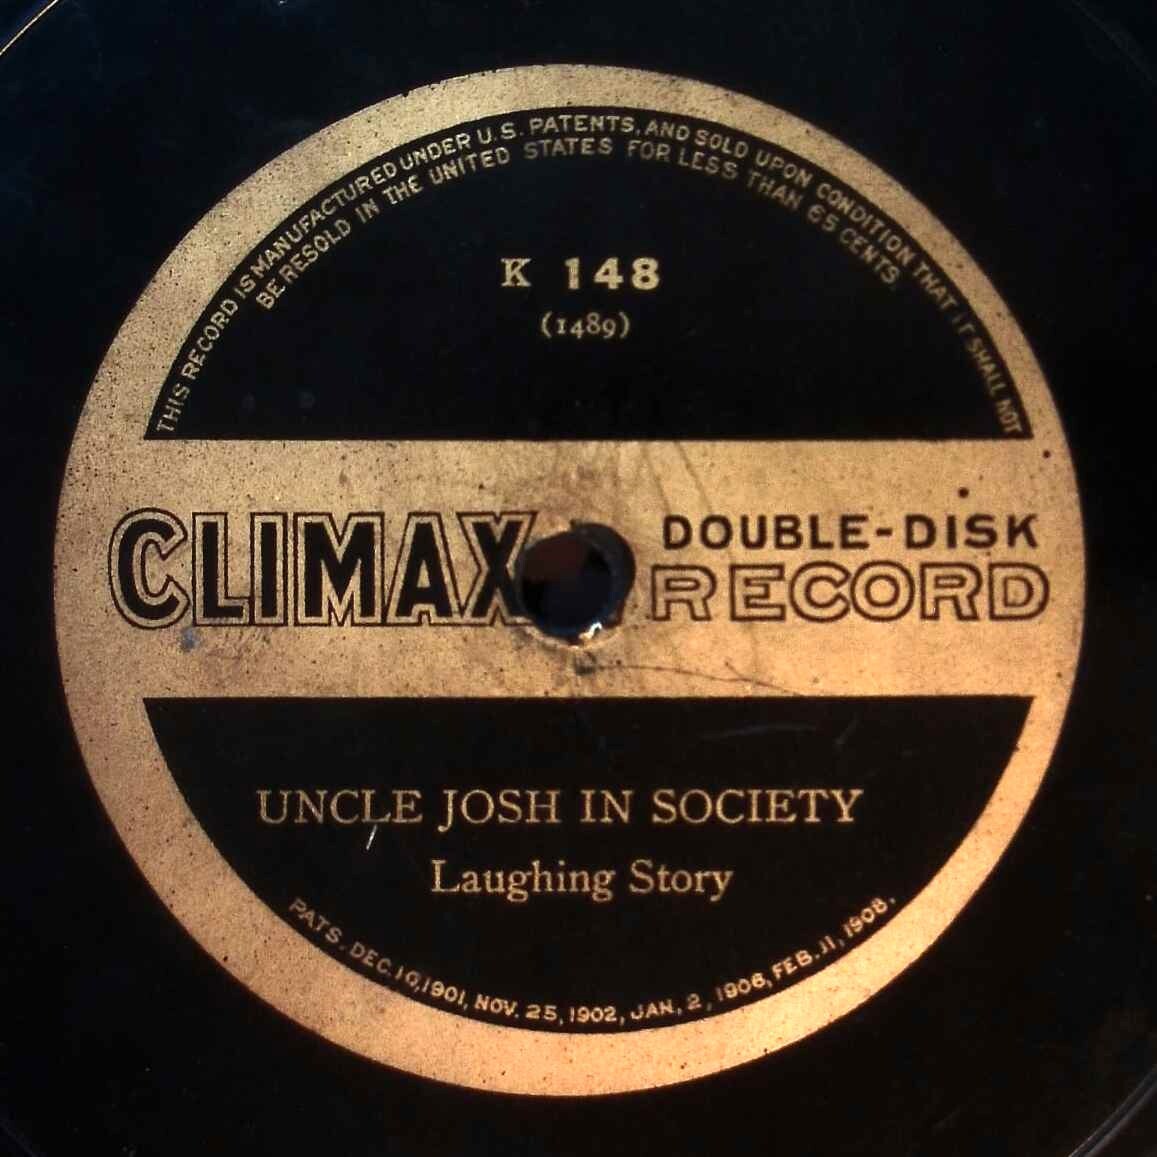 THIS RECORD IS MANUFACTURED UNDER U.S. PATENTS, AND SOLD UPON CONDITION THAT IT SHALL NOT
BE RESOLD IN THE UNITED STATES FOR LESS THAN 65 CENTS.
K 148
(1489)
CLIMAX
DOUBLE-DISK
RECORD
UNCLE JOSH IN SOCIETY
Laughing Story
PATS. DEC. 10, 1901, NOV. 25, 1902, JAN. 2, 1906, FEB. 11, 1908.